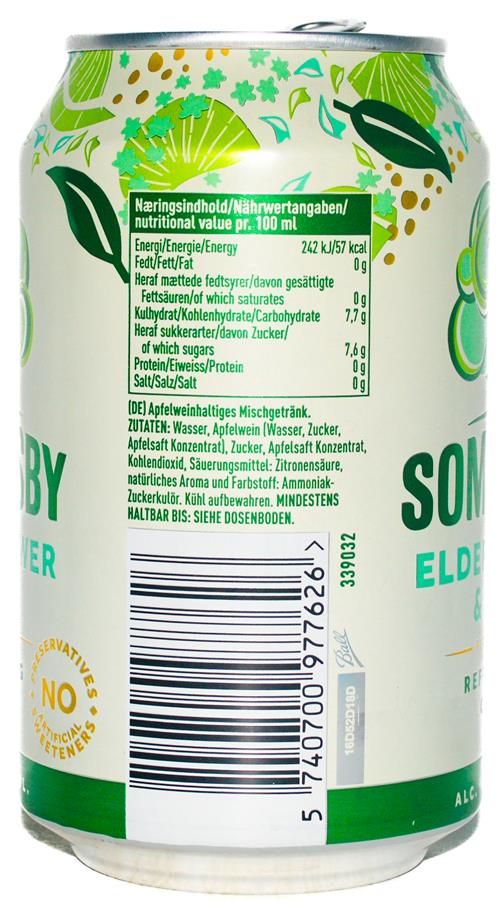 Næringsindhold/Nährwertangaben/
nutritional value pr. 100 ml
Energi/Energie/Energy 242 kJ/57 kcal
Fedt/Fett/Fat 0 g
Heraf mættede fedtsyrer/davon gesättigte
Fettsäuren/of which saturates 0 g
Kulhydrat/Kohlenhydrate/Carbohydrate 7,7 g
Heraf sukkerarter/davon Zucker/
of which sugars 7,6 g
Protein/Eiweiss/Protein 0 g
Salt/Salz/Salt 0 g
(DE) Apfelweinhaltiges Mischgetränk.
ZUTATEN: Wasser, Apfelwein (Wasser, Zucker,
Apfelsaft Konzentrat), Zucker, Apfelsaft Konzentrat,
Kohlendioxid, Säuerungsmittel: Zitronensäure,
natürliches Aroma und Farbstoff: Ammoniak-
Zuckerkulör. Kühl aufbewahren. MINDESTENS
HALTBAR BIS: SIEHE DOSENBODEN.
5 740700 977626 >
339032
Ball
16D52D18D
SBY
WER
PRESERVATIVES
NO
ARTIFICIAL
SWEETENERS
L.
SOM
ELDE
&
REF
ALC.